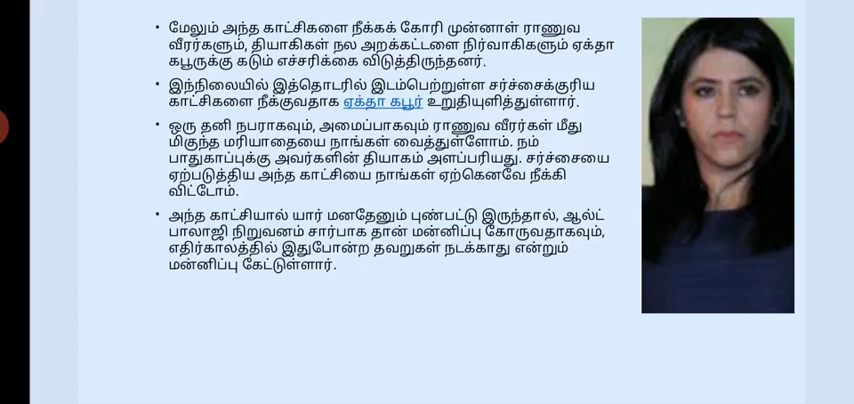 • மேலும் அந்த காட்சிகளை நீக்கக் கோரி முன்னாள் ராணுவ
வீரர்களும், தியாகிகள் நல அறக்கட்டளை நிர்வாகிகளும் ஏக்தா
கபூருக்கு கடும் எச்சரிக்கை விடுத்திருந்தனர்.
• இந்நிலையில் இத்தொடரில் இடம்பெற்றுள்ள சர்ச்சைக்குரிய
காட்சிகளை நீக்குவதாக ஏக்தா கபூர் உறுதியுளித்துள்ளார்.
• ஒரு தனி நபராகவும், அமைப்பாகவும் ராணுவ வீரர்கள் மீது
மிகுந்த மரியாதையை நாங்கள் வைத்துள்ளோம். நம்
பாதுகாப்புக்கு அவர்களின் தியாகம் அளப்பரியது. சர்ச்சையை
ஏற்படுத்திய அந்த காட்சியை நாங்கள் ஏற்கெனவே நீக்கி
விட்டோம்.
• அந்த காட்சியால் யார் மனதேனும் புண்பட்டு இருந்தால், ஆல்ட்
பாலாஜி நிறுவனம் சார்பாக தான் மன்னிப்பு கோருவதாகவும்,
எதிர்காலத்தில் இதுபோன்ற தவறுகள் நடக்காது என்றும்
மன்னிப்பு கேட்டுள்ளார்.